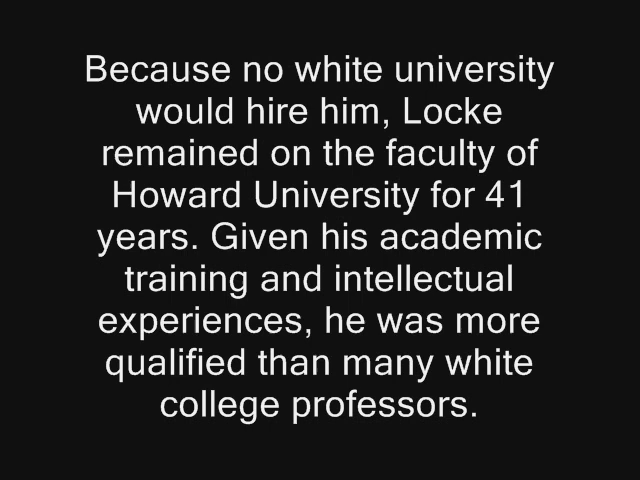 Because no white university
would hire him, Locke
remained on the faculty of
Howard University for 41
years. Given his academic
training and intellectual
experiences, he was more
qualified than many white
college professors.